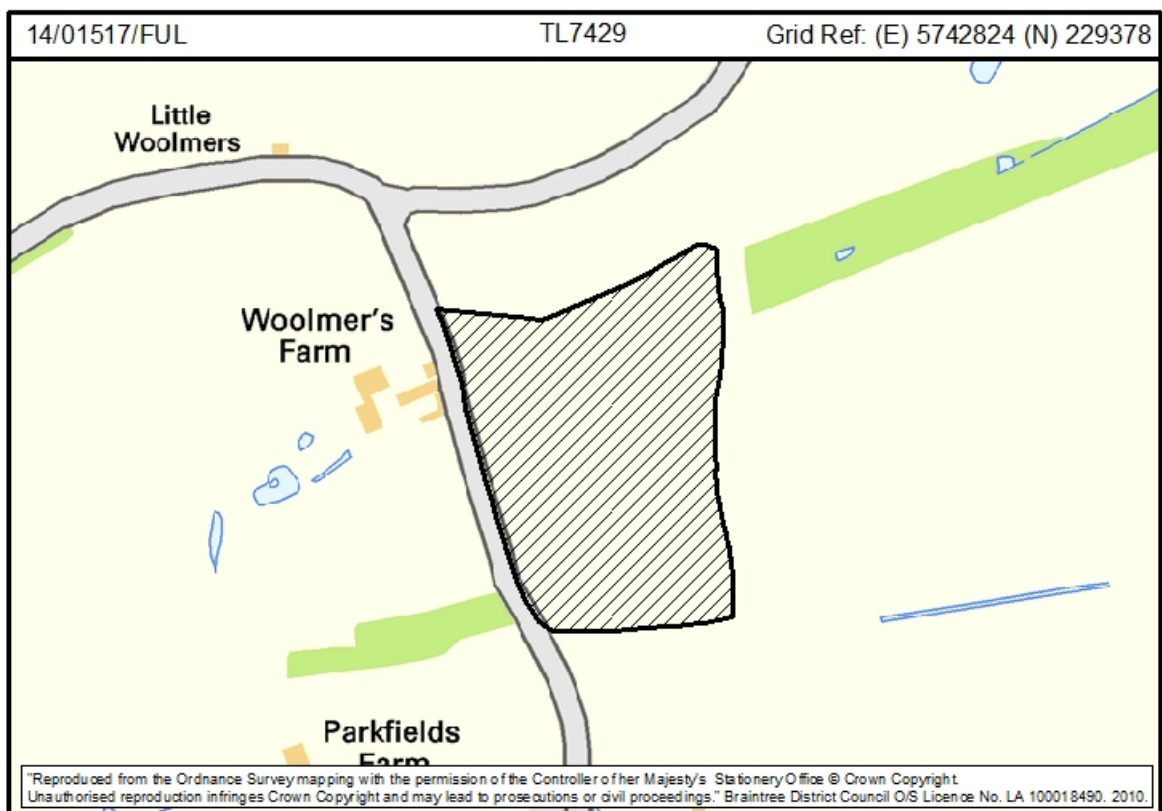 14/01517/FUL TL7429 Grid Ref: (E) 5742824 (N) 229378
Little
Woolmers
Woolmer's
Farm
Parkfields
Farm
"Reproduced from the Ordnance Survey mapping with the permission of the Controller of her Majesty's Stationery Office © Crown Copyright.
Unauthorised reproduction infringes Crown Copyright and may lead to prosecutions or civil proceedings." Braintree District Council O/S Licence No. LA 100018490, 2010.